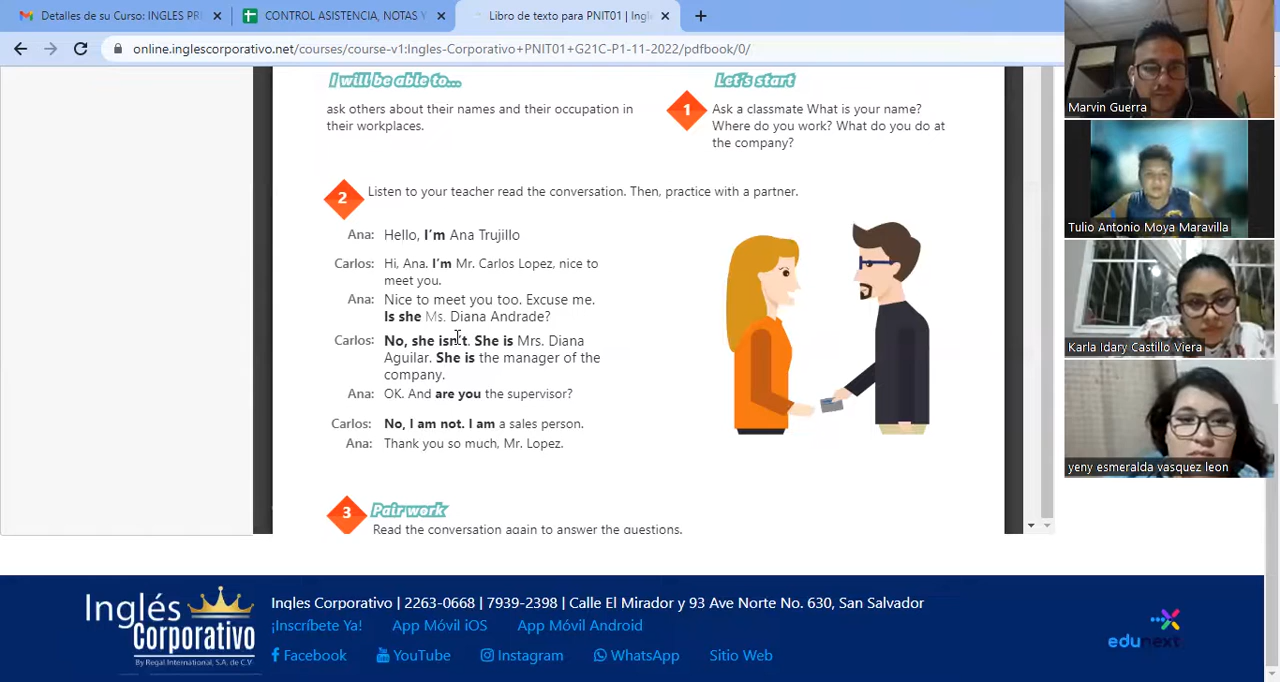 Detalles de su Curso: INGLES PRI
CONTROL ASISTENCIA, NOTAS Y
Libro de texto para PNIT01 | Ingl
online.inglescorporativo.net/courses/course-v1:Ingles-Corporativo+PNIT01+G21C-P1-11-2022/pdfbook/0/
I will be able to...
ask others about their names and their occupation in
their workplaces.
Let's start
1
Ask a classmate What is your name?
Where do you work? What do you do at
the company?
2
Listen to your teacher read the conversation. Then, practice with a partner.
Ana: Hello, I'm Ana Trujillo
Carlos: Hi, Ana. I'm Mr. Carlos Lopez, nice to
meet you.
Ana: Nice to meet you too. Excuse me.
Is she Ms. Diana Andrade?
Carlos: No, she isn't. She is Mrs. Diana
Aguilar. She is the manager of the
company.
Ana: OK. And are you the supervisor?
Carlos: No, I am not. I am a sales person.
Ana: Thank you so much, Mr. Lopez.
3
Pair work
Read the conversation again to answer the questions.
Marvin Guerra
Tulio Antonio Moya Maravilla
Karla Idary Castillo Viera
yeny esmeralda vasquez leon
Inglés
Corporativo
By Regal International, S.A. de C.V.
Ingles Corporativo | 2263-0668 | 7939-2398 | Calle El Mirador y 93 Ave Norte No. 630, San Salvador
¡Inscríbete Ya! App Móvil iOS App Móvil Android
Facebook YouTube Instagram WhatsApp Sitio Web
edunext